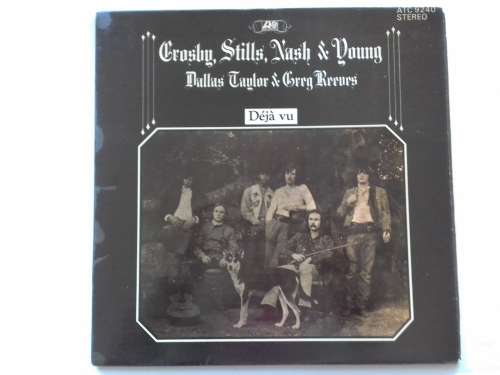 ATC 9240
STEREO
Crosby, Stills, Nash & Young
Dallas Taylor & Greg Reeves
Déjà vu